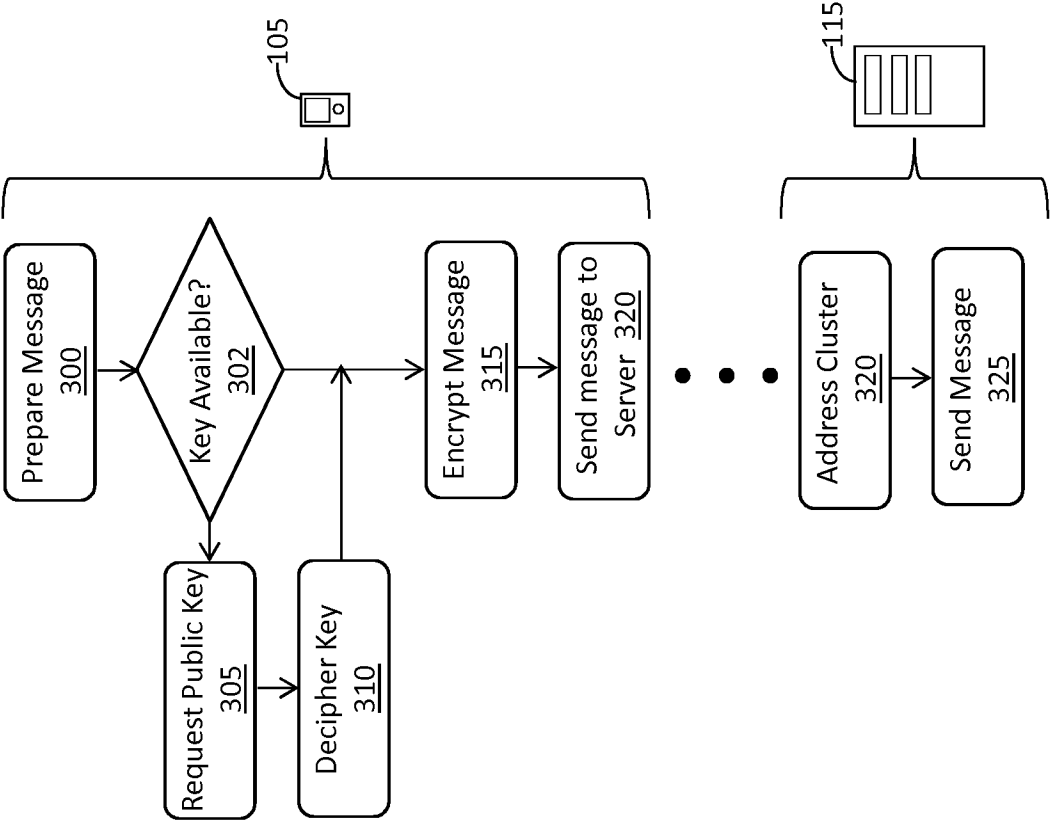 105
Prepare Message
300
Key Available?
302
Request Public Key
305
Decipher Key
310
Encrypt Message
315
Send message to
Server 320
115
Address Cluster
320
Send Message
325